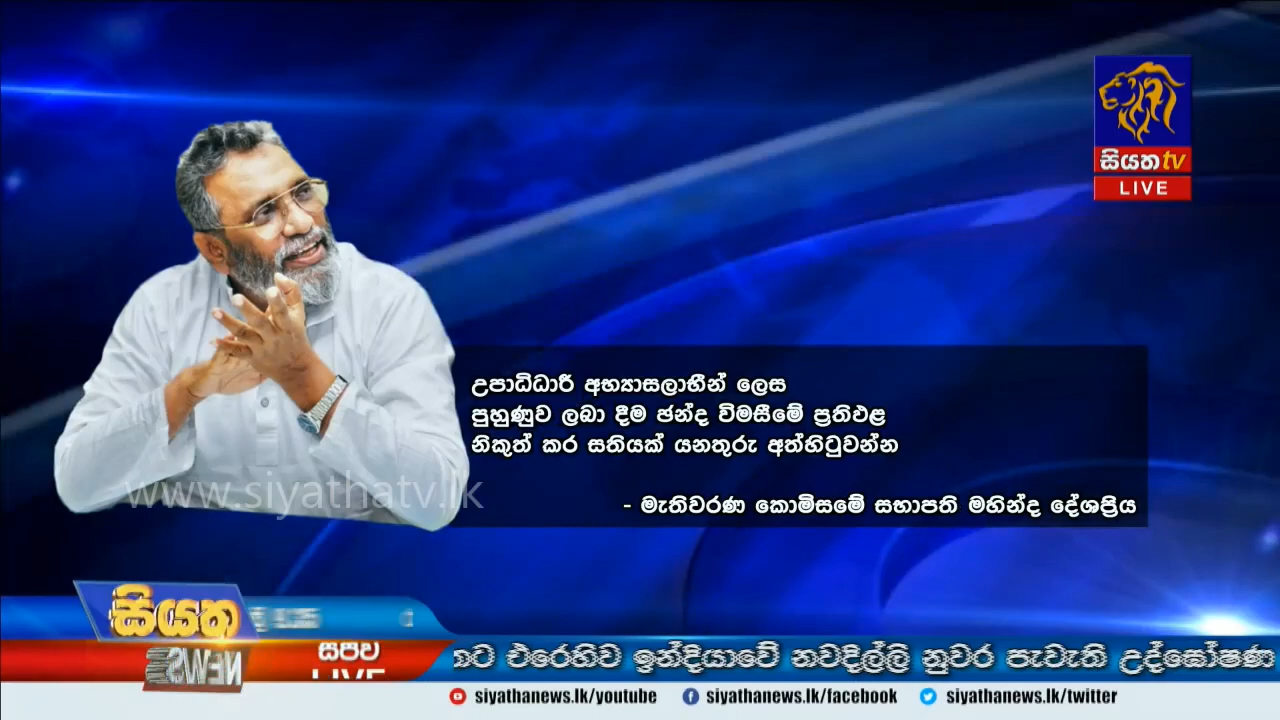 සියත tv
LIVE
උපාධිධාරී අභ්‍යාසලාභීන් ලෙස
පුහුණුව ලබා දීම ඡන්ද විමසීමේ ප්‍රතිඵළ
නිකුත් කර සතියක් යනතුරු අත්හිටුවන්න
- මැතිවරණ කොමිසමේ සභාපති මහින්ද දේශප්‍රිය
www.siyathatv.lk
සියත
NEWS
සජීව
LIVE
එරෙහිව ඉන්දියාවේ නවදිල්ලි නුවර පැවැති උද්ඝෝෂණ
siyathanews.lk/youtube siyathanews.lk/facebook siyathanews.lk/twitter